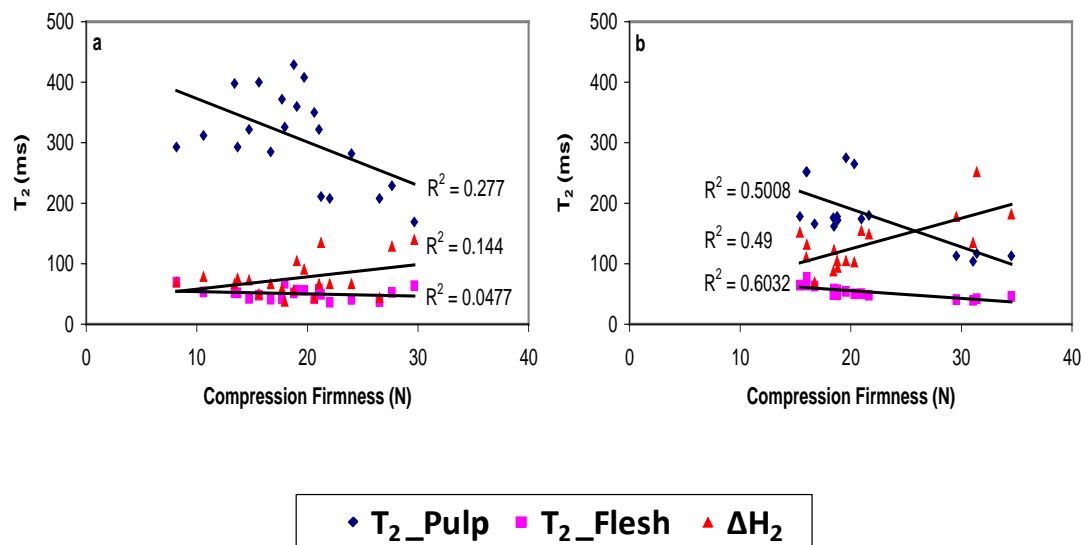 a
500
400
300
200
100
0
T2 (ms)
R2 = 0.277
R2 = 0.144
R2 = 0.0477
0 10 20 30 40
Compression Firmness (N)
b
500
400
300
200
100
0
T2 (ms)
R2 = 0.5008
R2 = 0.49
R2 = 0.6032
0 10 20 30 40
Compression Firmness (N)
T2_Pulp T2_Flesh ΔH2